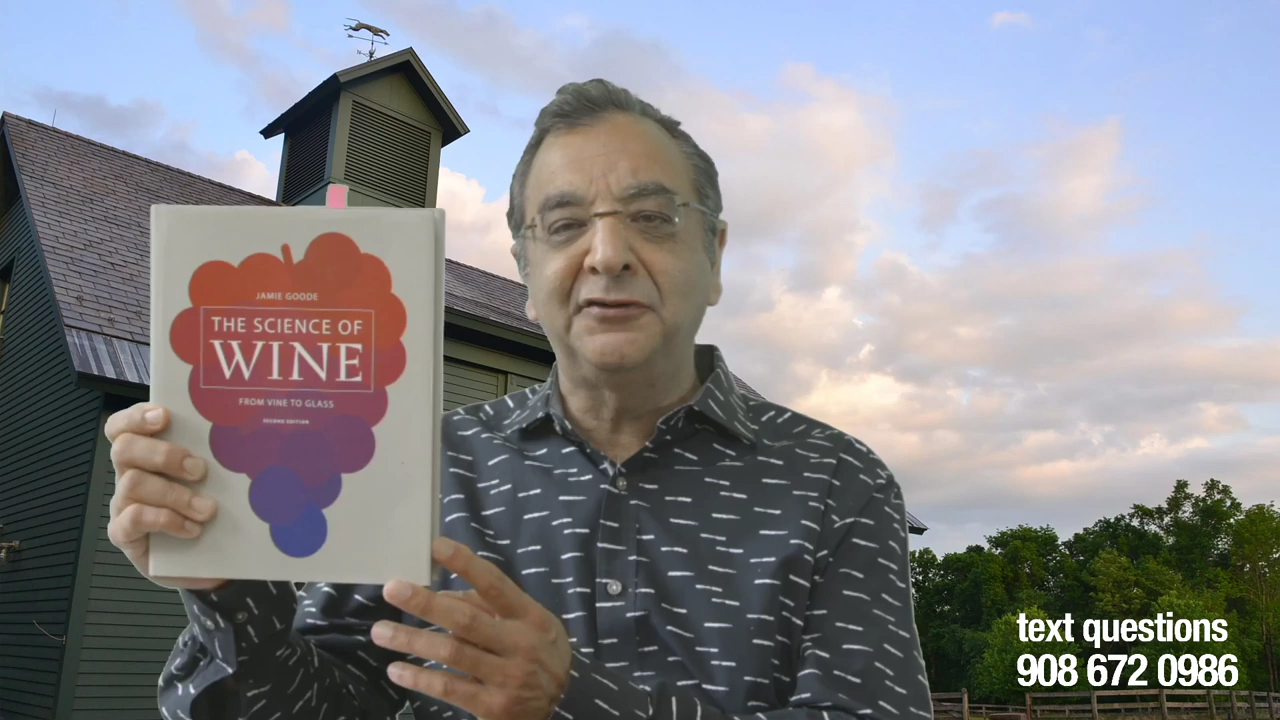 JAMIE GOODE
THE SCIENCE OF
WINE
FROM VINE TO GLASS
SECOND EDITION
text questions
908 672 0986